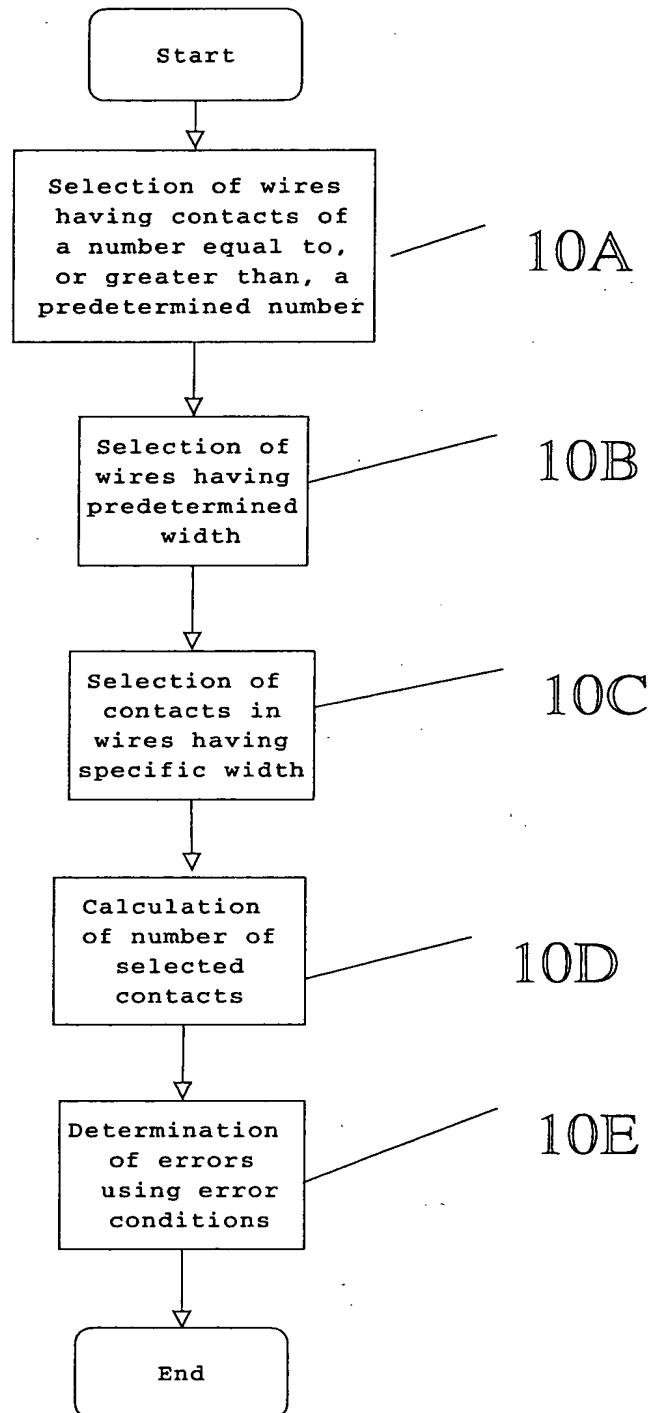 Start
Selection of wires
having contacts of
a number equal to,
or greater than, a
predetermined number
10A
Selection of
wires having
predetermined
width
10B
Selection of
contacts in
wires having
specific width
10C
Calculation
of number of
selected
contacts
10D
Determination
of errors
using error
conditions
10E
End